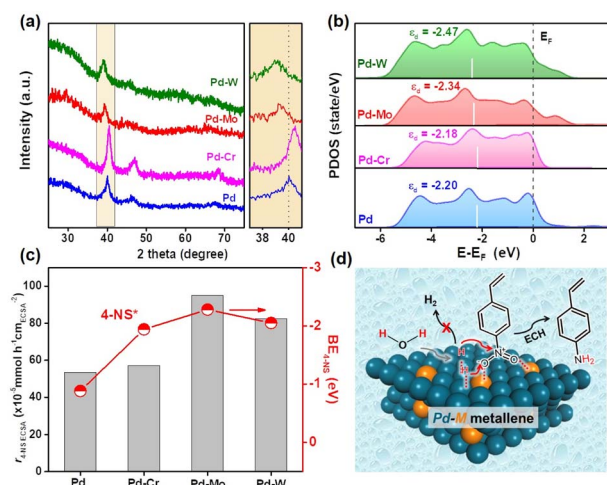 (a)
Intensity (a.u.)
Pd-W
Pd-Mo
Pd-Cr
Pd
30 40 50 60 70
38 40
2 theta (degree)
(b)
PDOS (state/eV)
εd = -2.47
EF
Pd-W
εd = -2.34
Pd-Mo
εd = -2.18
Pd-Cr
εd = -2.20
Pd
-6 -4 -2 0 2
E-EF (eV)
(c)
r4-NS ECSA (x10-5mmol h-1cmECSA-2)
120
100
80
60
40
20
0
4-NS*
-3
-2
-1
0
BE4-NS (eV)
Pd Pd-Cr Pd-Mo Pd-W
(d)
H2
X
H H
O
H
H
N
O O
ECH
NH2
Pd-M metallene